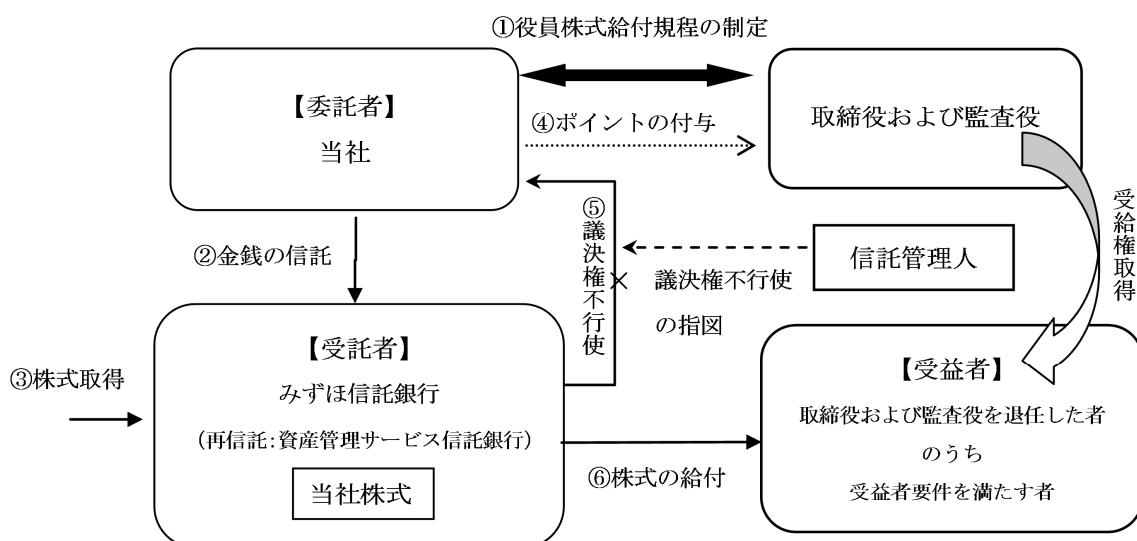 ①役員株式給付規程の制定
【委託者】
当社
④ポイントの付与
取締役および監査役
②金銭の信託
⑤議決権不行使
×
議決権不行使
の指図
信託管理人
受給権取得
③株式取得
【受託者】
みずほ信託銀行
（再信託:資産管理サービス信託銀行）
当社株式
⑥株式の給付
【受益者】
取締役および監査役を退任した者
のうち
受益者要件を満たす者